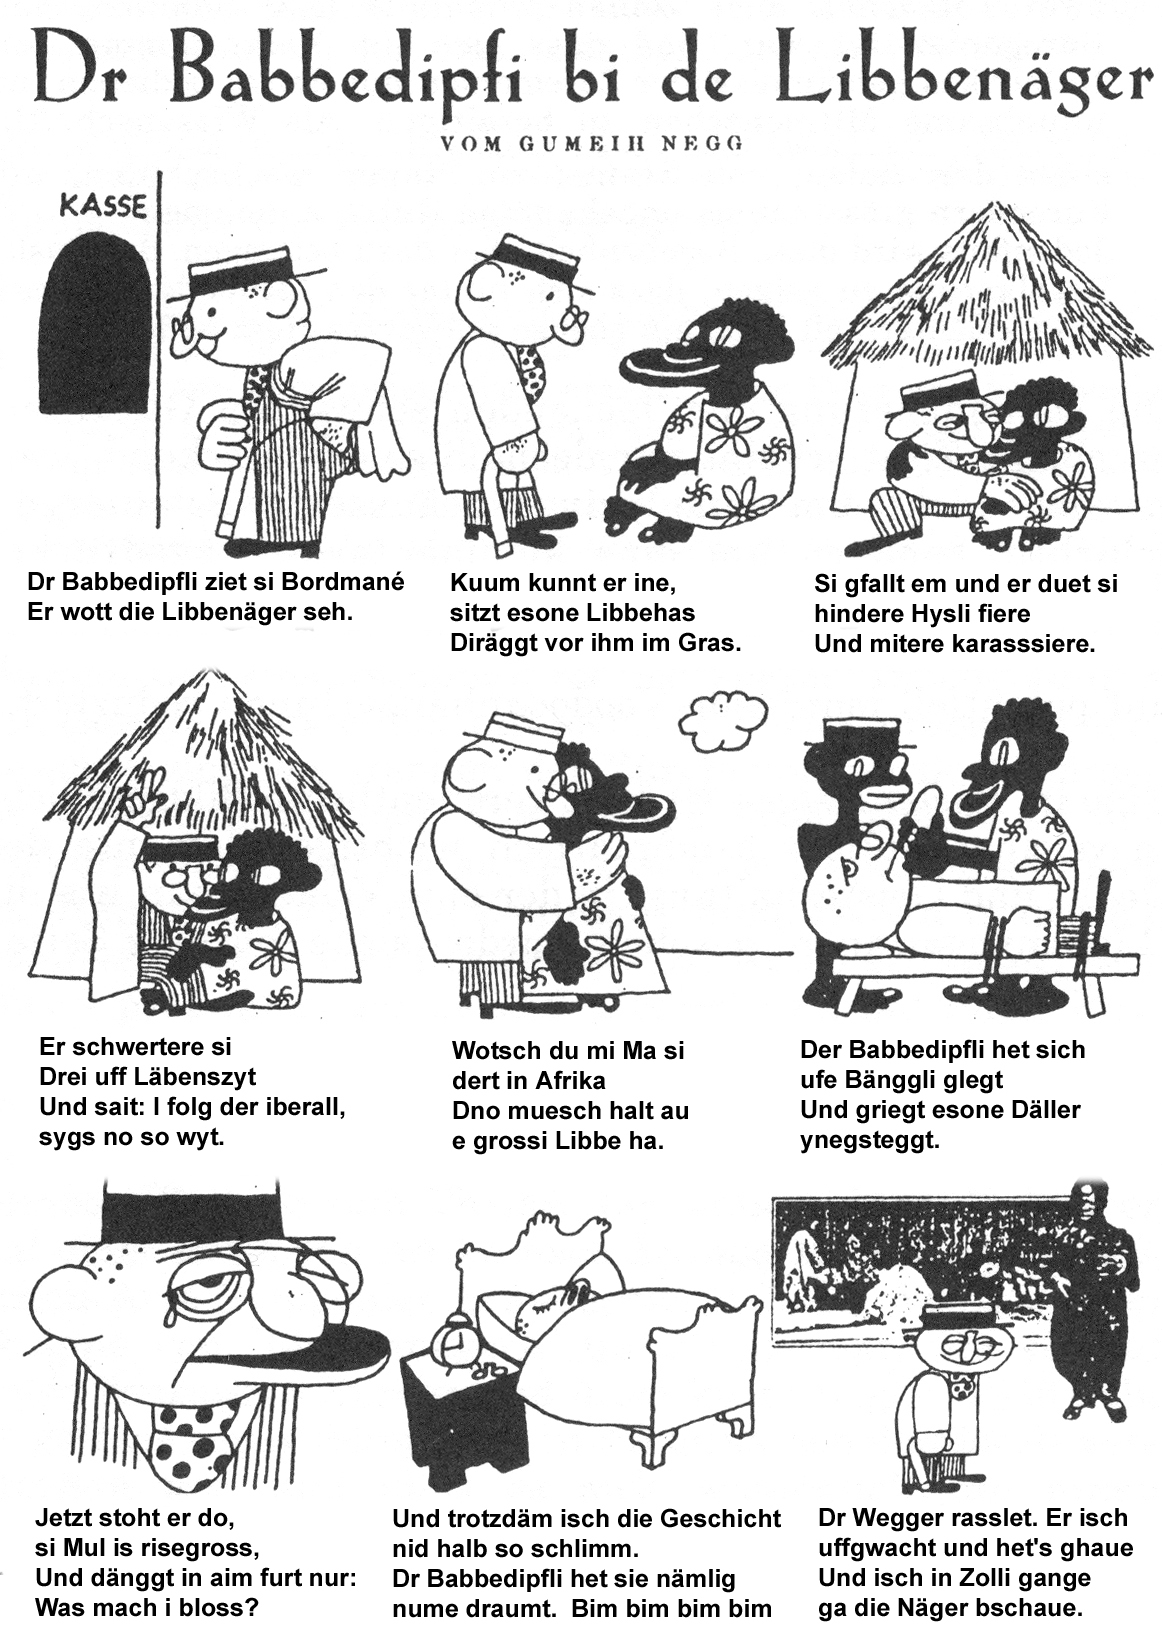 Dr Babbedipfi bi de Libbenäger
VOM GUMEIH NEGG
KASSE
Dr Babbedipfli ziet si Bordmané
Er wott die Libbenäger seh.
Kuum kunnt er ine,
sitzt esone Libbehas
Diräggt vor ihm im Gras.
Si gfallt em und er duet si
hindere Hysli fiere
Und mitere karasssiere.
Er schwertere si
Drei uff Läbenszyt
Und sait: I folg der iberall,
sygs no so wyt.
Wotsch du mi Ma si
dert in Afrika
Dno muesch halt au
e grossi Libbe ha.
Der Babbedipfli het sich
ufe Bänggli glegt
Und griegt esone Däller
ynegsteggt.
Jetzt stoht er do,
si Mul is risegross,
Und dänggt in aim furt nur:
Was mach i bloss?
Und trotzdäm isch die Geschicht
nid halb so schlimm.
Dr Babbedipfli het sie nämlig
nume draumt.  Bim bim bim bim
Dr Wegger rasslet. Er isch
uffgwacht und het's ghaue
Und isch in Zolli gange
ga die Näger bschaue.